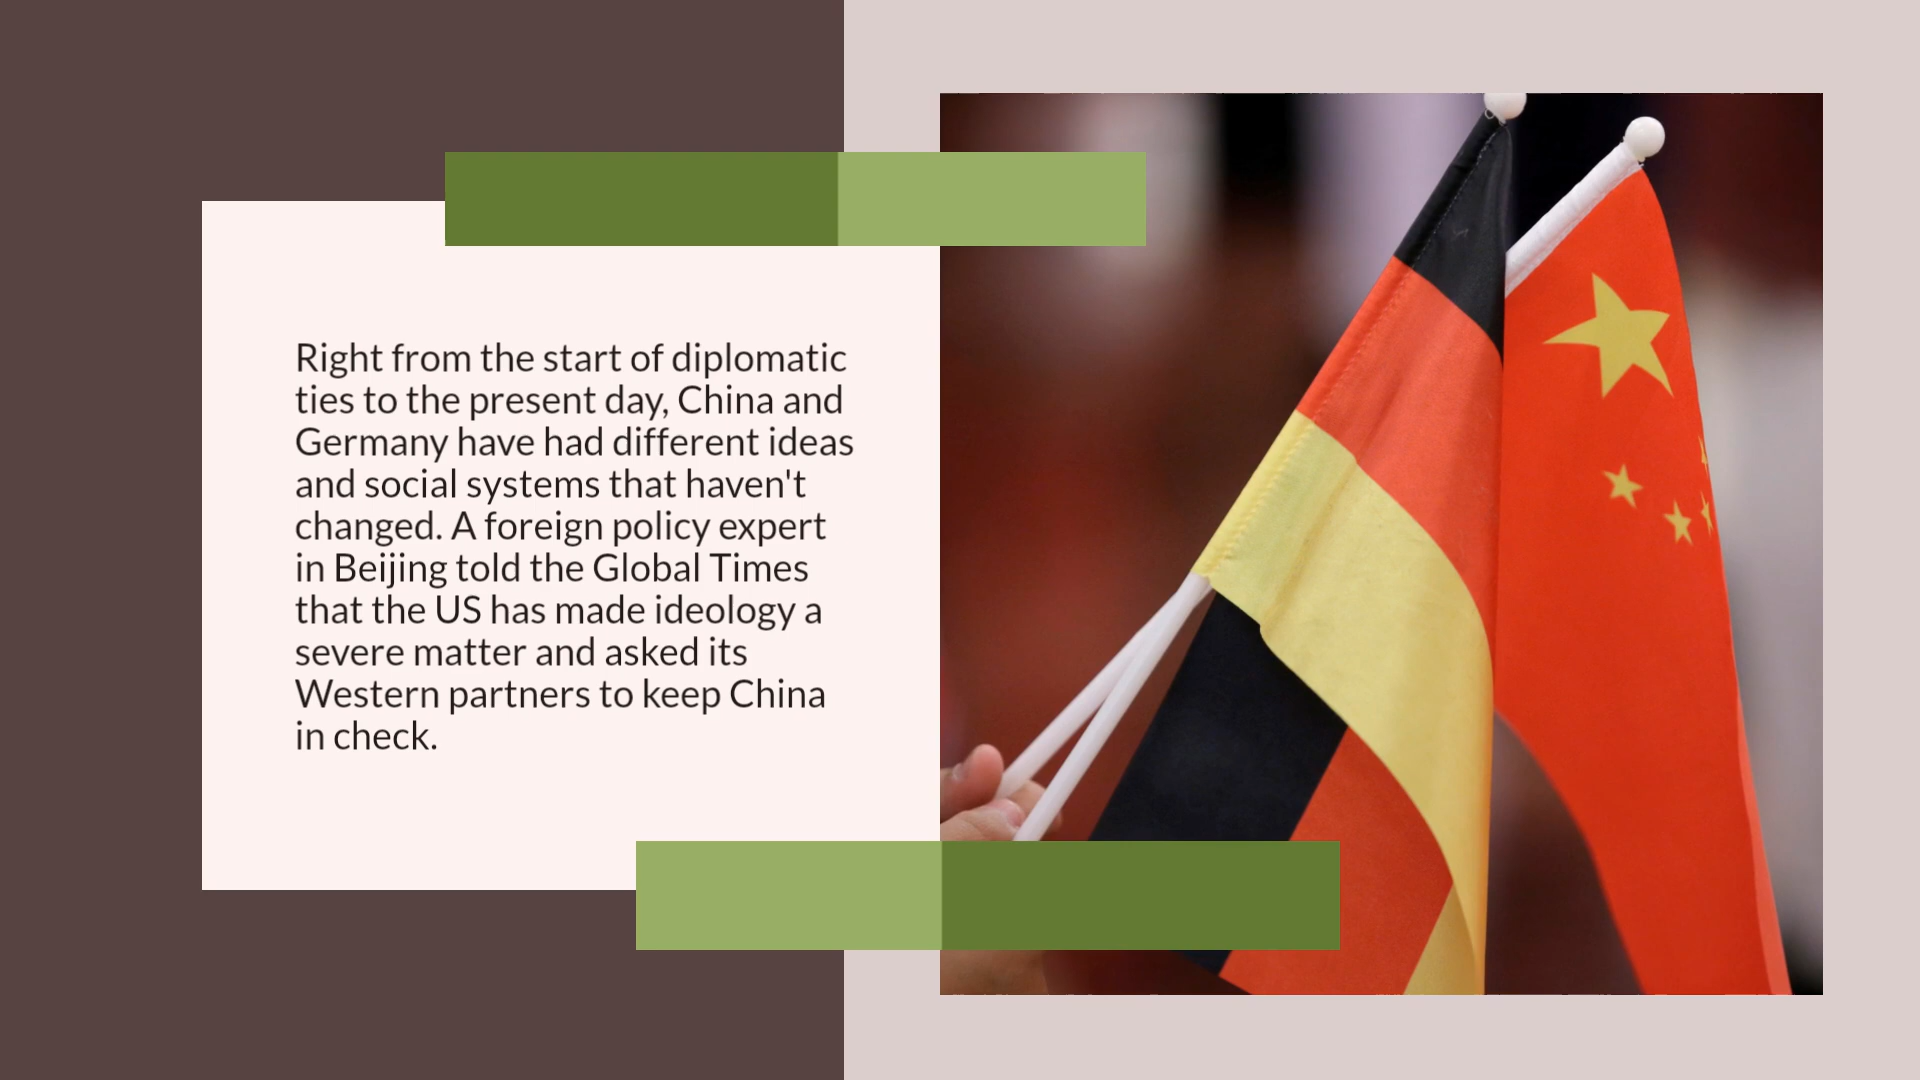 Right from the start of diplomatic
ties to the present day, China and
Germany have had different ideas
and social systems that haven't
changed. A foreign policy expert
in Beijing told the Global Times
that the US has made ideology a
severe matter and asked its
Western partners to keep China
in check.